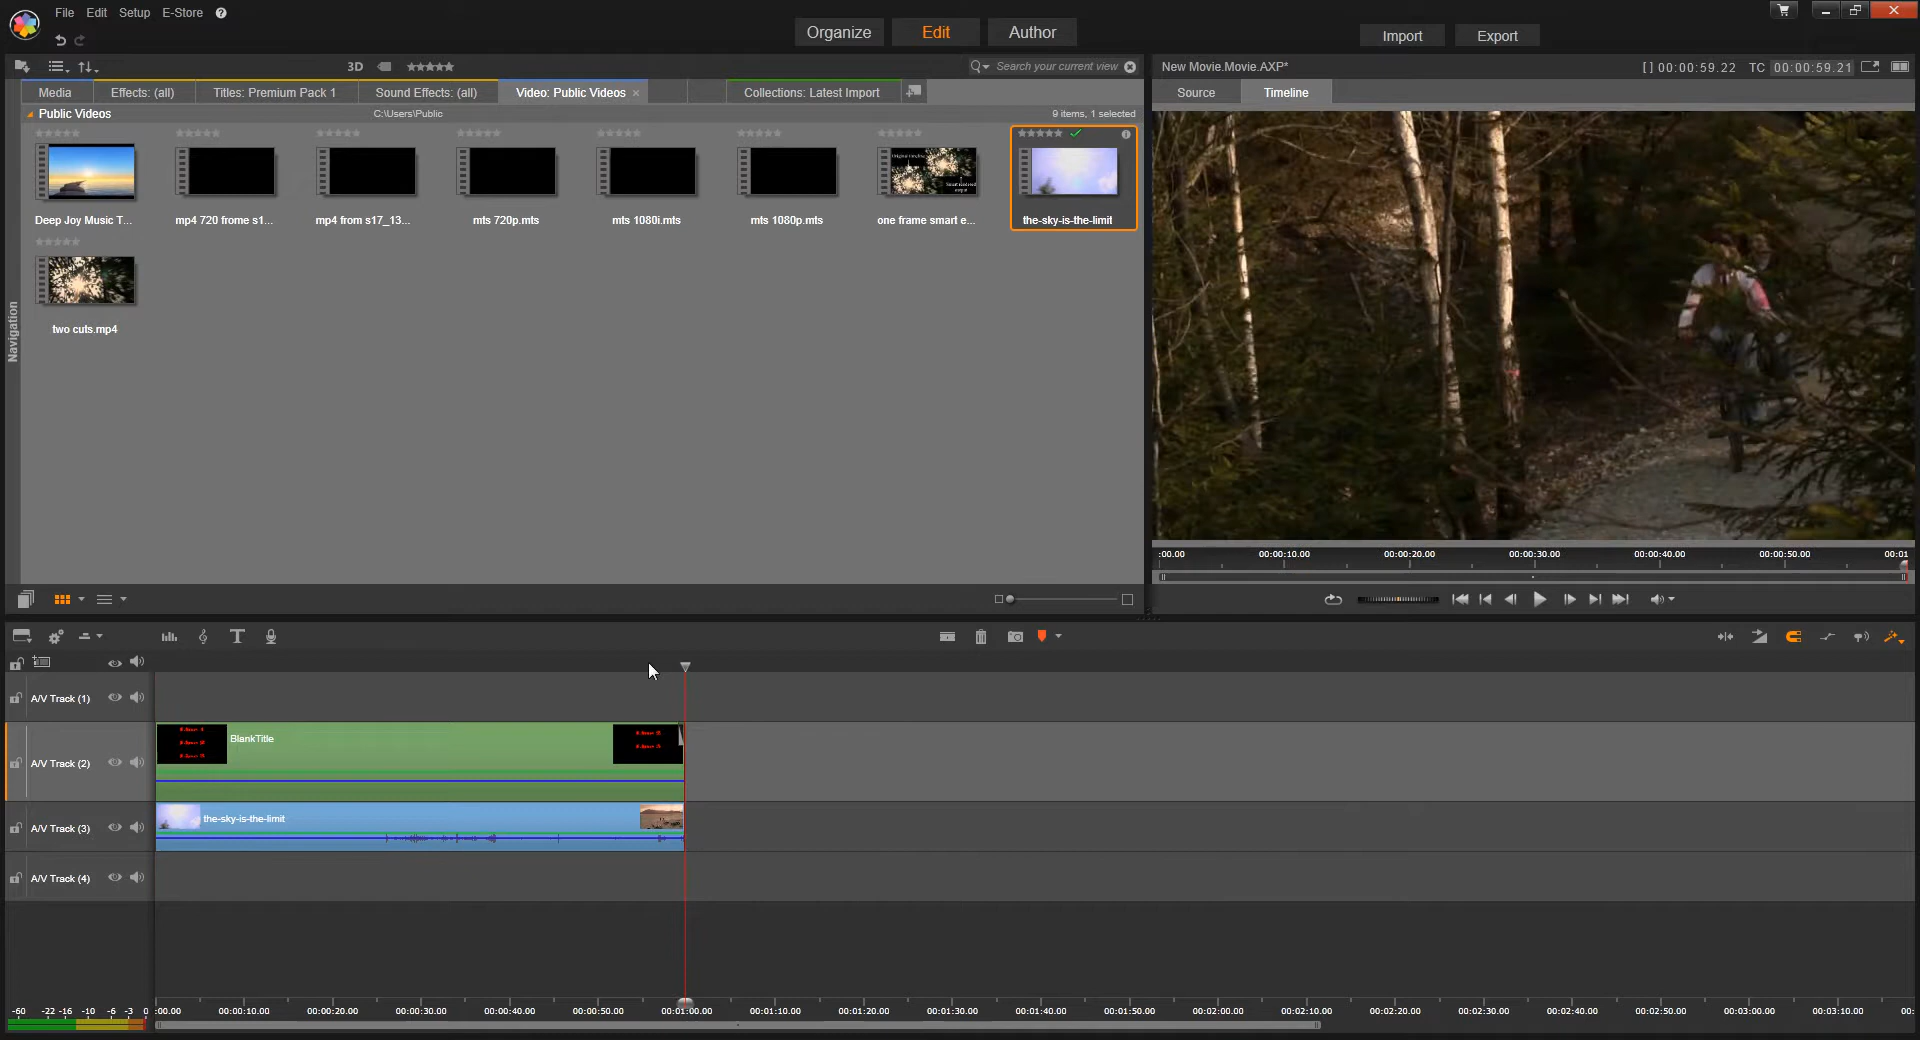 File Edit Setup E-Store ?
Organize Edit Author Import Export
3D Search your current view
New Movie.Movie.AXP* [ ] 00:00:59.22 TC 00:00:59.21
Media Effects: (all) Titles: Premium Pack 1 Sound Effects: (all) Video: Public Videos × Collections: Latest Import
Source Timeline
Public Videos C:\Users\Public 9 items, 1 selected
Deep Joy Music T... mp4 720 frome s1... mp4 from s17_13... mts 720p.mts mts 1080i.mts mts 1080p.mts one frame smart e... the-sky-is-the-limit
two cuts.mp4
Navigation
:00.00 00:00:10.00 00:00:20.00 00:00:30.00 00:00:40.00 00:00:50.00 00:01
A/V Track (1)
BlankTitle
A/V Track (2)
the-sky-is-the-limit
A/V Track (3)
A/V Track (4)
-60 -22 -16 -10 -6 -3 0 :00.00 00:00:10.00 00:00:20.00 00:00:30.00 00:00:40.00 00:00:50.00 00:01:00.00 00:01:10.00 00:01:20.00 00:01:30.00 00:01:40.00 00:01:50.00 00:02:00.00 00:02:10.00 00:02:20.00 00:02:30.00 00:02:40.00 00:02:50.00 00:03:00.00 00:03:10.00 00: